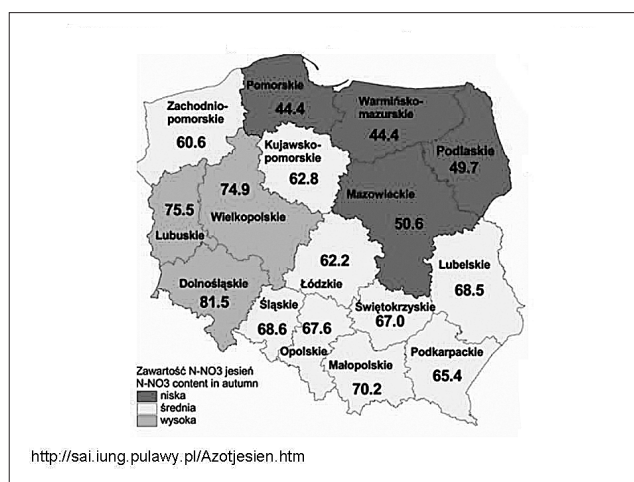 Pomorskie
44.4
Warmińsko-
mazurskie
44.4
Zachodnio-
pomorskie
60.6
Kujawsko-
pomorskie
62.8
Podlaskie
49.7
Mazowieckie
50.6
74.9
Wielkopolskie
75.5
Lubuskie
62.2
Łódzkie
Lubelskie
68.5
Dolnośląskie
81.5
Śląskie
68.6
67.6
Opolskie
Świętokrzyskie
67.0
Małopolskie
70.2
Podkarpackie
65.4
Zawartość N-NO3 jesień
N-NO3 content in autumn
niska
średnia
wysoka
http://sai.iung.pulawy.pl/Azotjesien.htm